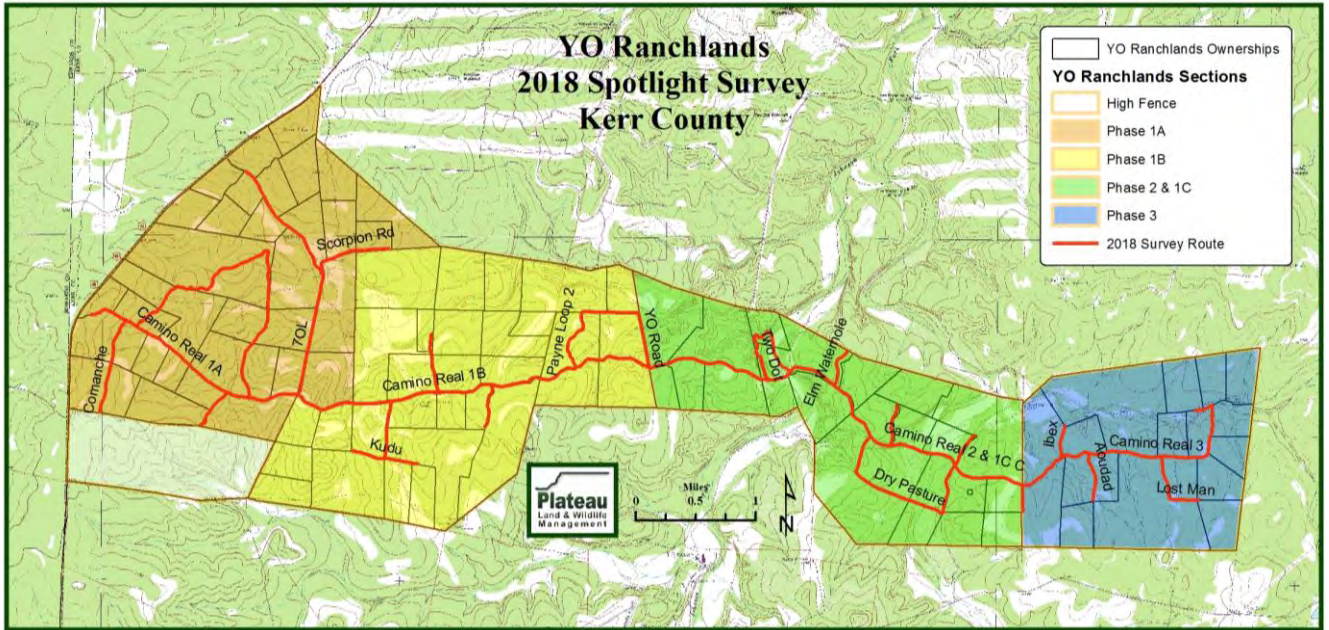 YO Ranchlands
2018 Spotlight Survey
Kerr County
YO Ranchlands Ownerships
YO Ranchlands Sections
High Fence
Phase 1A
Phase 1B
Phase 2 & 1C
Phase 3
2018 Survey Route
Scorpion Rd
Camino Real 1A
7OL
Comanche
Camino Real 1B
Kudu
Payne Loop 2
YO Road
Two Dot
Elm Waterhole
Camino Real 2 & 1C C
Dry Pasture
Ibex
Aoudad
Camino Real 3
Lost Man
Plateau
Land & Wildlife
Management
Miles
0 0.5 1
N
Johnson